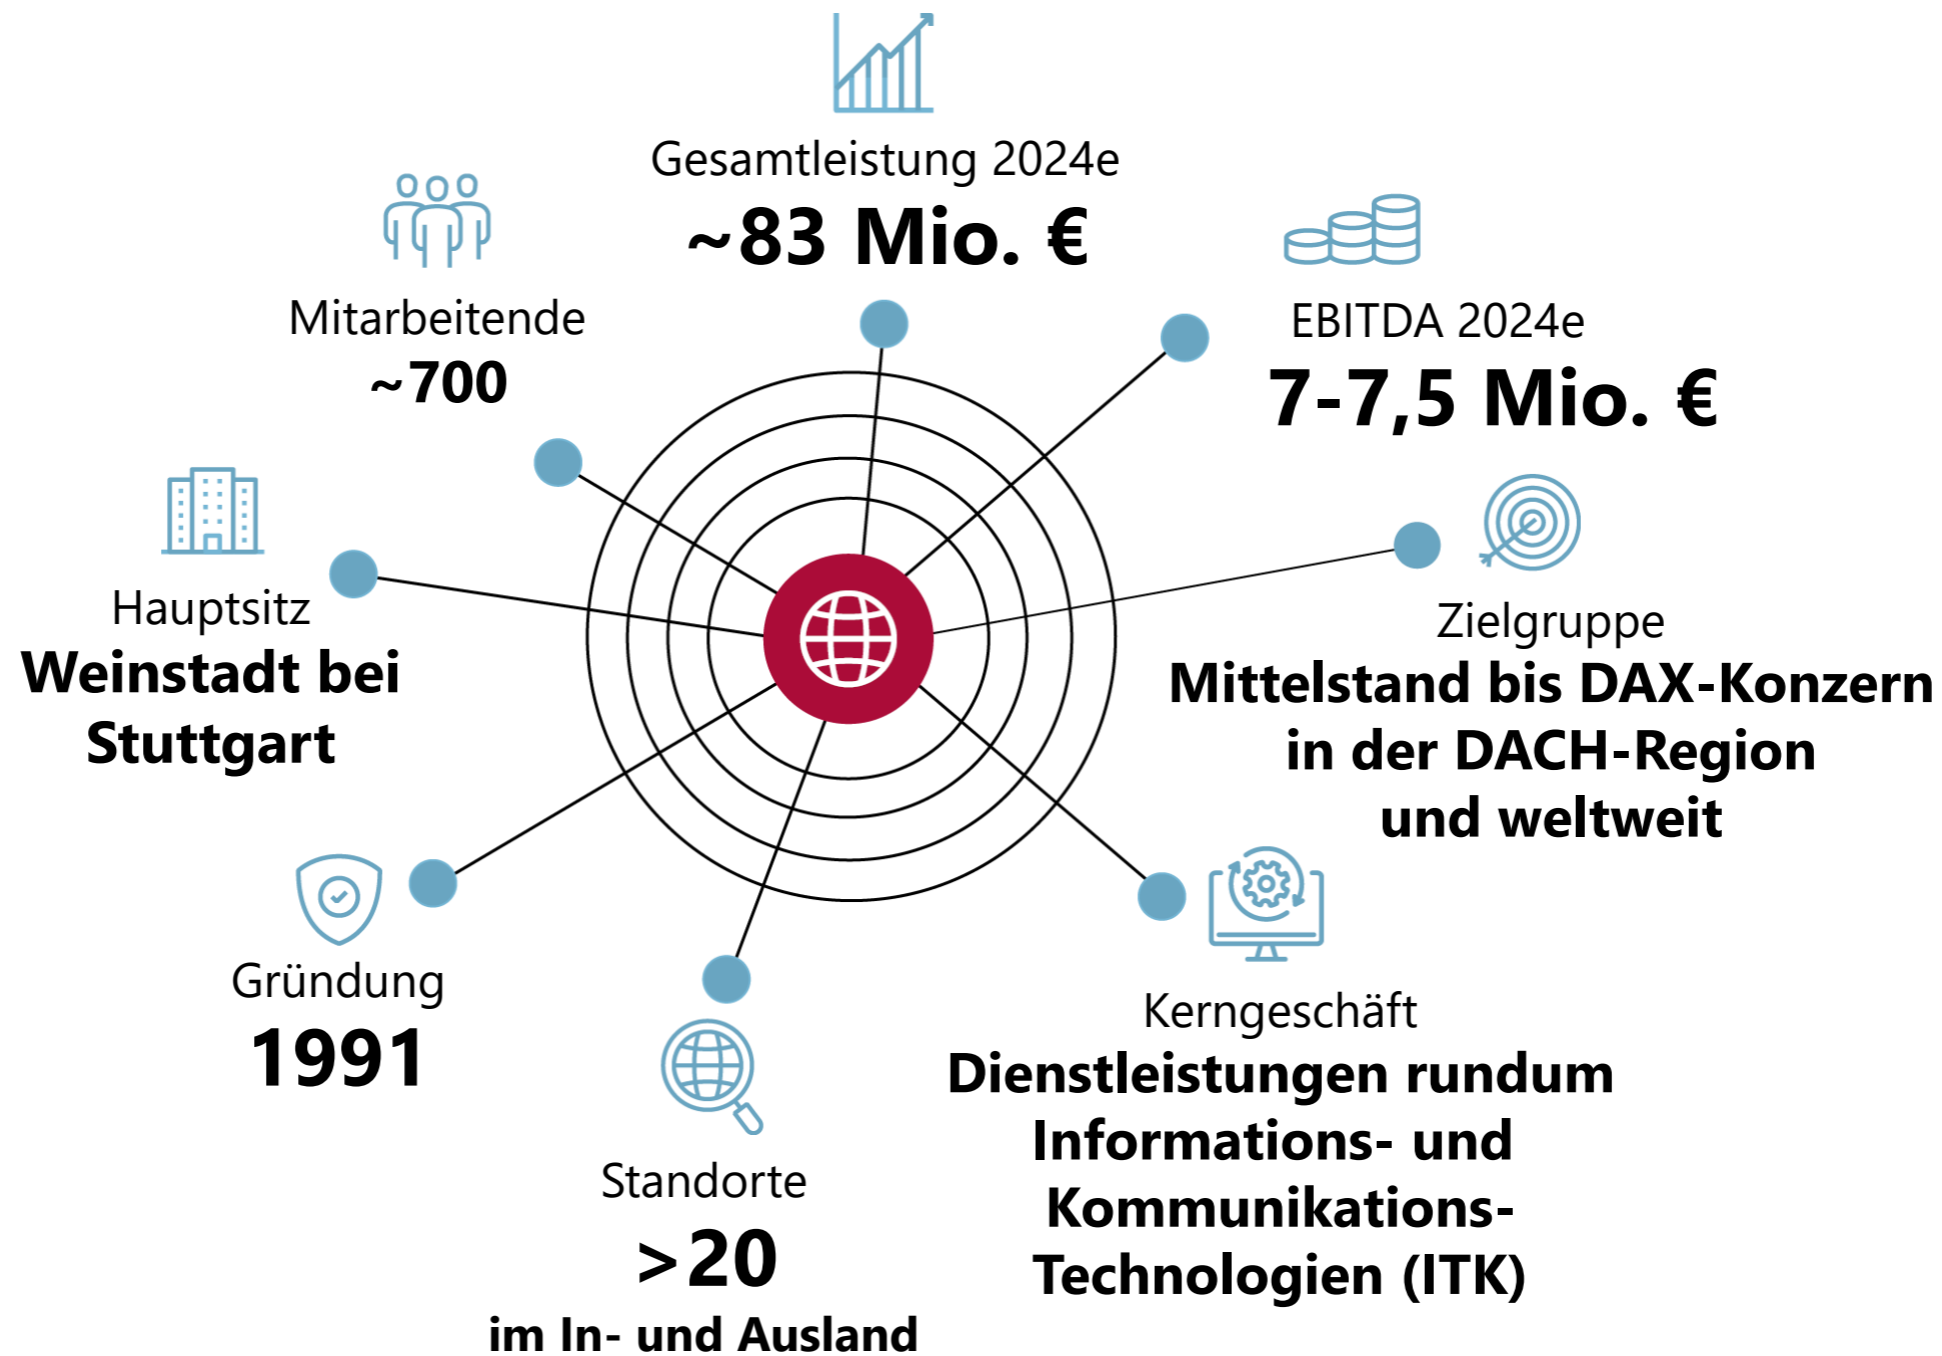 Gesamtleistung 2024e
~83 Mio. €
Mitarbeitende
~700
EBITDA 2024e
7-7,5 Mio. €
Hauptsitz
Weinstadt bei
Stuttgart
Zielgruppe
Mittelstand bis DAX-Konzern
in der DACH-Region
und weltweit
Gründung
1991
Standorte
>20
im In- und Ausland
Kerngeschäft
Dienstleistungen rundum
Informations- und
Kommunikations-
Technologien (ITK)